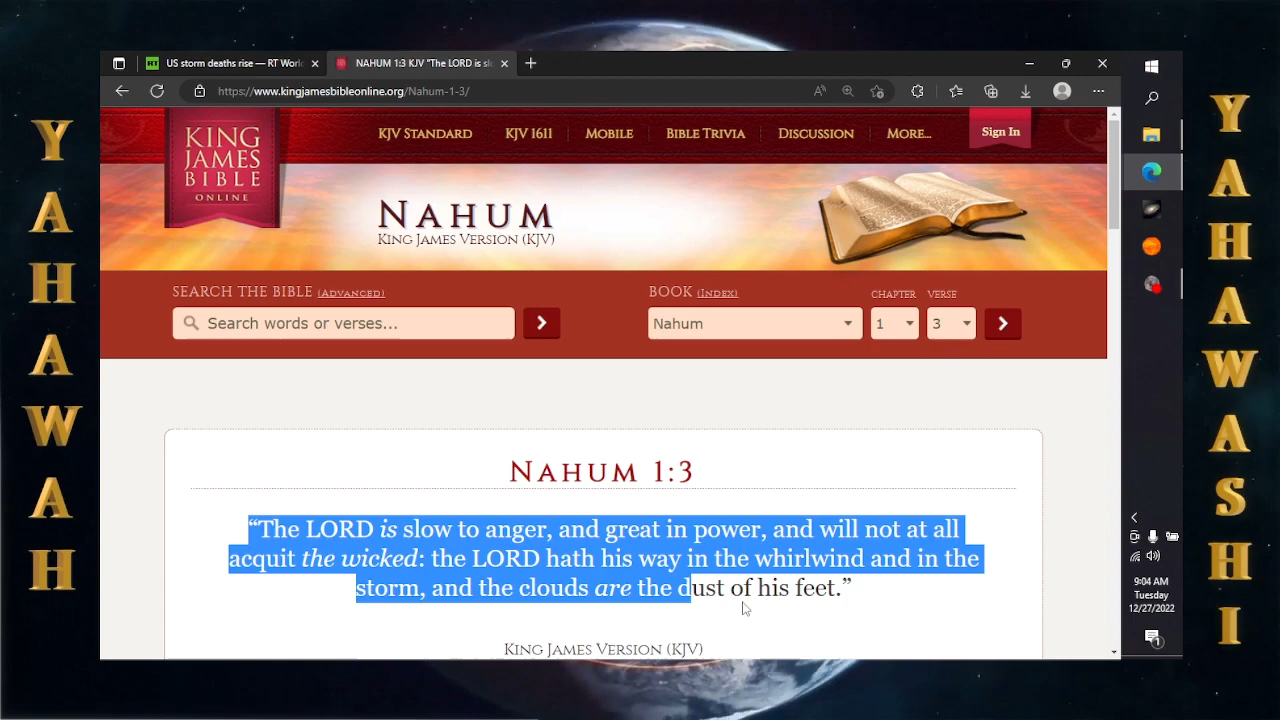 YAHAWAH
US storm deaths rise — RT Worl
NAHUM 1:3 KJV "The LORD is slo
https://www.kingjamesbibleonline.org/Nahum-1-3/
KING
JAMES
BIBLE
ONLINE
KJV STANDARD
KJV 1611
MOBILE
BIBLE TRIVIA
DISCUSSION
MORE...
Sign In
NAHUM
KING JAMES VERSION (KJV)
SEARCH THE BIBLE (ADVANCED)
BOOK (INDEX)
CHAPTER
VERSE
Search words or verses...
Nahum
1
3
NAHUM 1:3
“The LORD is slow to anger, and great in power, and will not at all
acquit the wicked: the LORD hath his way in the whirlwind and in the
storm, and the clouds are the dust of his feet.”
KING JAMES VERSION (KJV)
9:04 AM
Tuesday
12/27/2022
1
YAHAWASHI